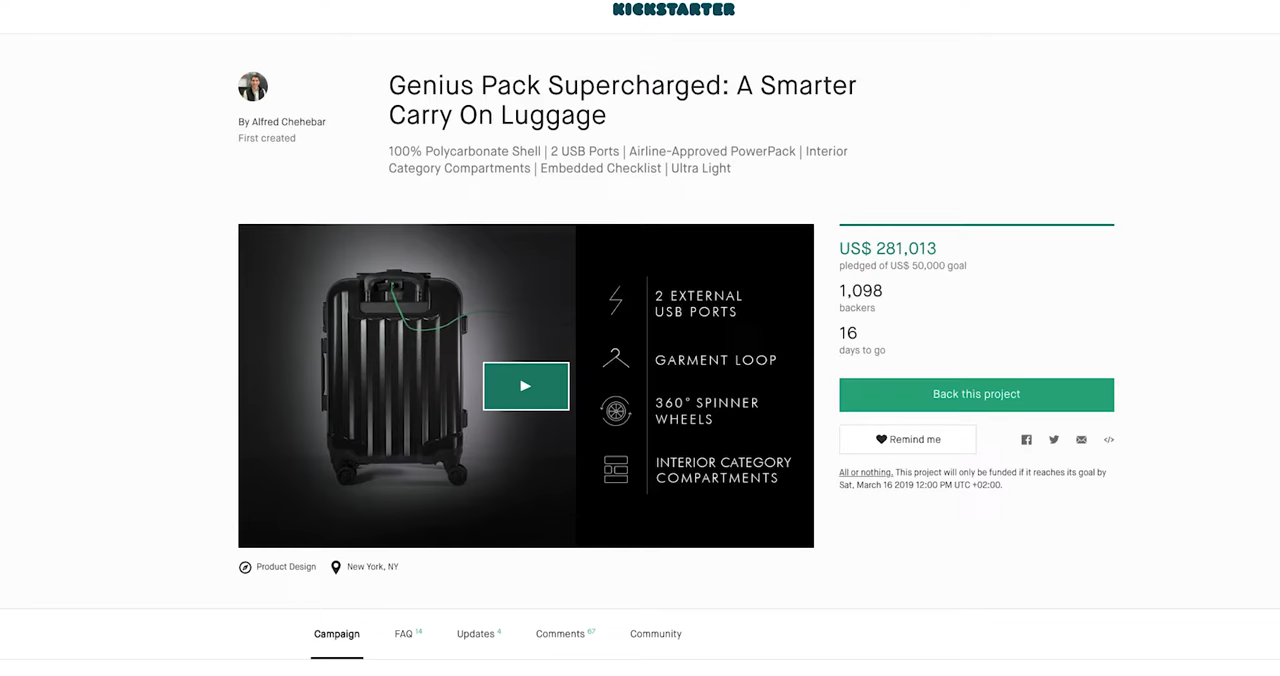 KICKSTARTER
Genius Pack Supercharged: A Smarter
Carry On Luggage
By Alfred Chehebar
First created
100% Polycarbonate Shell | 2 USB Ports | Airline-Approved PowerPack | Interior
Category Compartments | Embedded Checklist | Ultra Light
2 EXTERNAL
USB PORTS
GARMENT LOOP
360° SPINNER
WHEELS
INTERIOR CATEGORY
COMPARTMENTS
US$ 281,013
pledged of US$ 50,000 goal
1,098
backers
16
days to go
Back this project
Remind me
All or nothing. This project will only be funded if it reaches its goal by
Sat, March 16 2019 12:00 PM UTC +02:00.
Product Design New York, NY
Campaign FAQ 14 Updates 4 Comments 67 Community